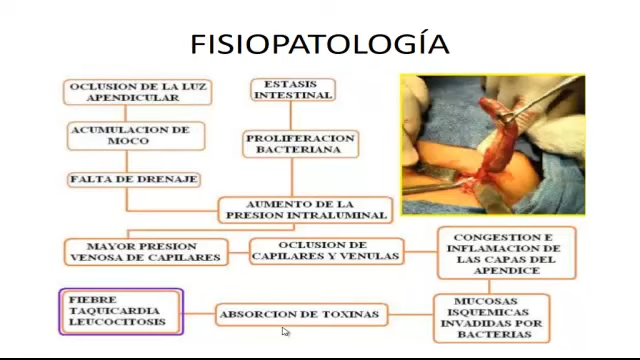 FISIOPATOLOGÍA
OCLUSION DE LA LUZ
APENDICULAR
ACUMULACION DE
MOCO
FALTA DE DRENAJE
ESTASIS
INTESTINAL
PROLIFERACION
BACTERIANA
AUMENTO DE LA
PRESION INTRALUMINAL
MAYOR PRESION
VENOSA DE CAPILARES
OCLUSION DE
CAPILARES Y VENULAS
CONGESTION E
INFLAMACION DE
LAS CAPAS DEL
APENDICE
MUCOSAS
ISQUEMICAS
INVADIDAS POR
BACTERIAS
ABSORCION DE TOXINAS
FIEBRE
TAQUICARDIA
LEUCOCITOSIS